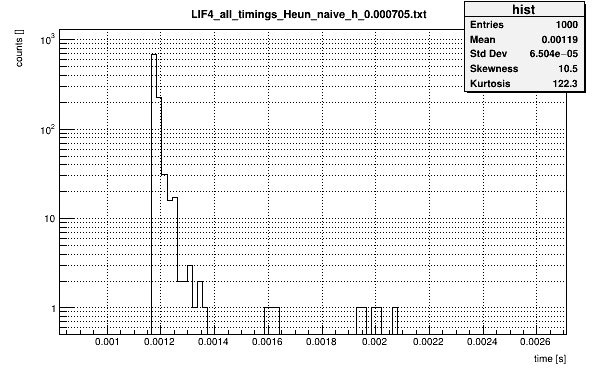 LIF4_all_timings_Heun_naive_h_0.000705.txt
hist
Entries 1000
Mean 0.00119
Std Dev 6.504e−05
Skewness 10.5
Kurtosis 122.3
counts []
10³
10²
10
1
0.001 0.0012 0.0014 0.0016 0.0018 0.002 0.0022 0.0024 0.0026
time [s]